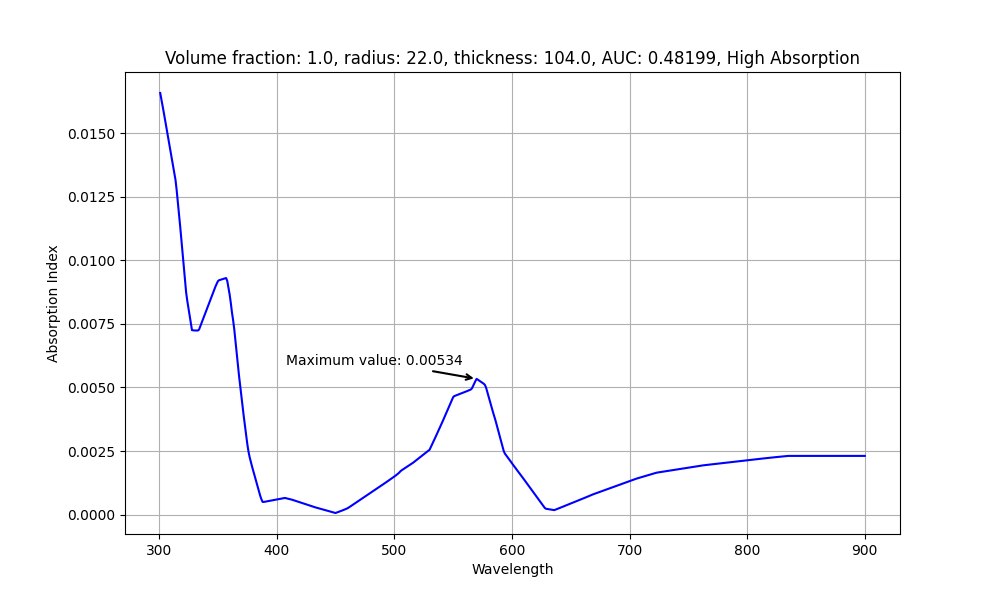 Volume fraction: 1.0, radius: 22.0, thickness: 104.0, AUC: 0.48199, High Absorption
0.0150
0.0125
0.0100
0.0075
0.0050
0.0025
0.0000
Absorption Index
Maximum value: 0.00534
300 400 500 600 700 800 900
Wavelength